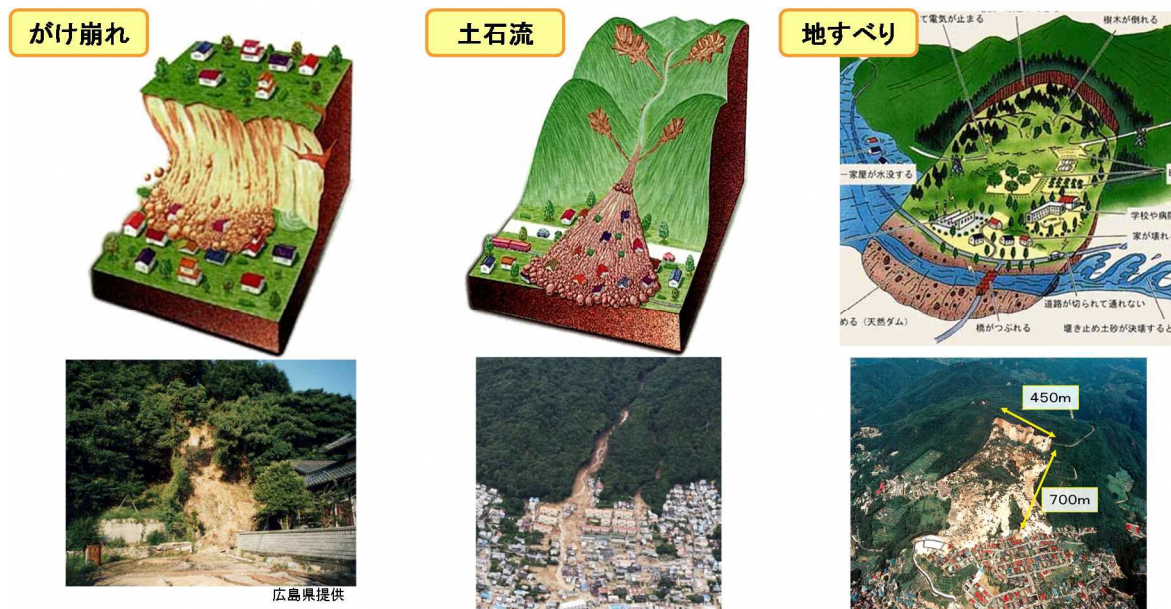 がけ崩れ
土石流
地すべり
て電気が止まる
樹木が倒れる
家屋が水没する
学校や病院
家が壊れ
道路が切られて通れない
める(天然ダム)
橋がつぶれる
堰き止め土砂が決壊すると
450m
700m
広島県提供